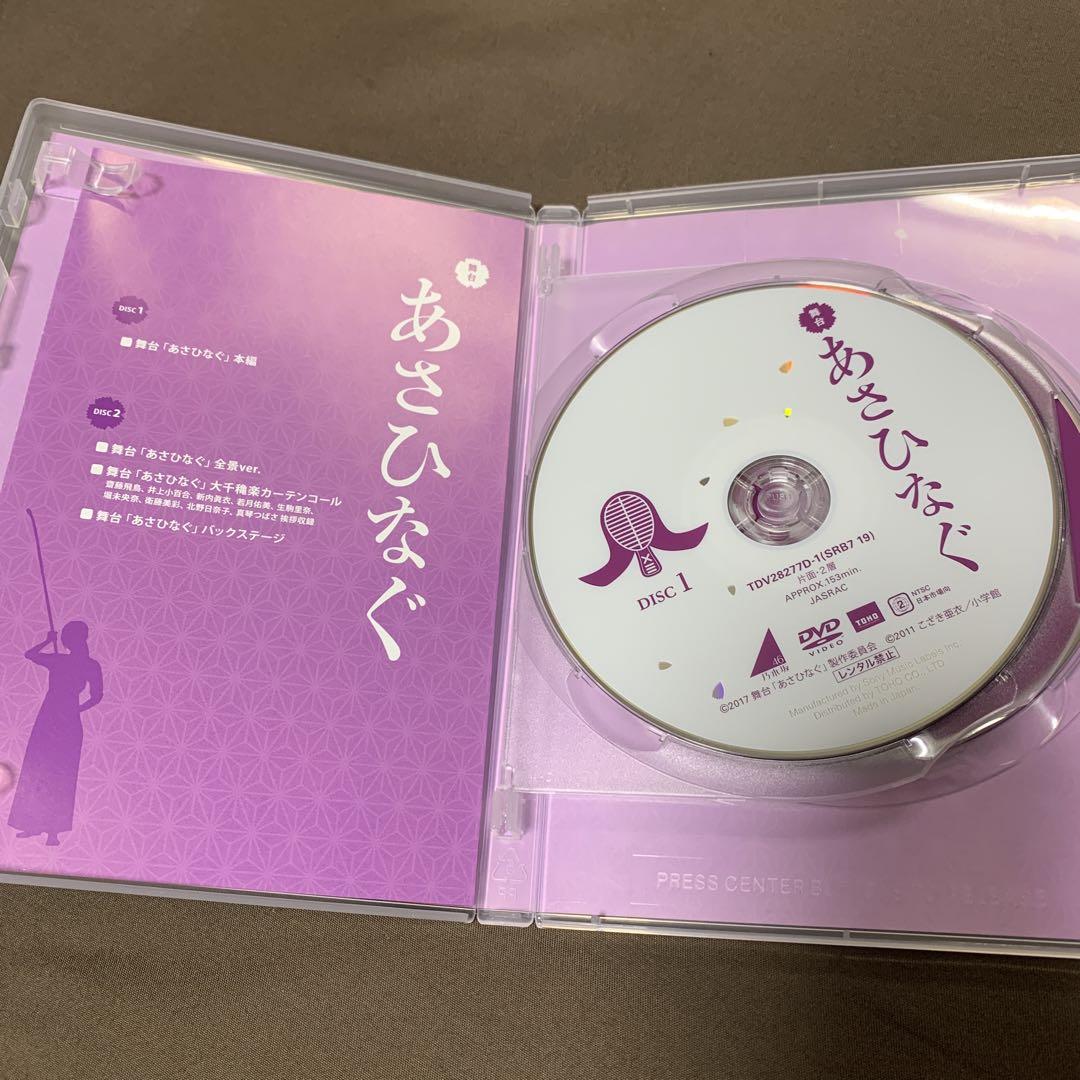 舞台
あさひなぐ
DISC 1
舞台「あさひなぐ」本編
DISC 2
舞台「あさひなぐ」全景ver.
舞台「あさひなぐ」大千穐楽カーテンコール
齋藤飛鳥、井上小百合、新内眞衣、若月佑美、生駒里奈、
堀未央奈、衛藤美彩、北野日奈子、真琴つばさ 挨拶収録
舞台「あさひなぐ」バックステージ
舞台
あさひなぐ
DISC 1
TDV28277D-1(SRB7 19)
片面・2層
APPROX.153min.
JASRAC
乃木坂46
DVD
VIDEO
TOHO
2
NTSC
日本市場向
©2017 舞台「あさひなぐ」製作委員会 ©2011 こざき亜衣／小学館
レンタル禁止
Manufactured by Sony Music Labels Inc.
Distributed by TOHO CO., LTD
Made in Japan.
PUSH
PRESS CENTER